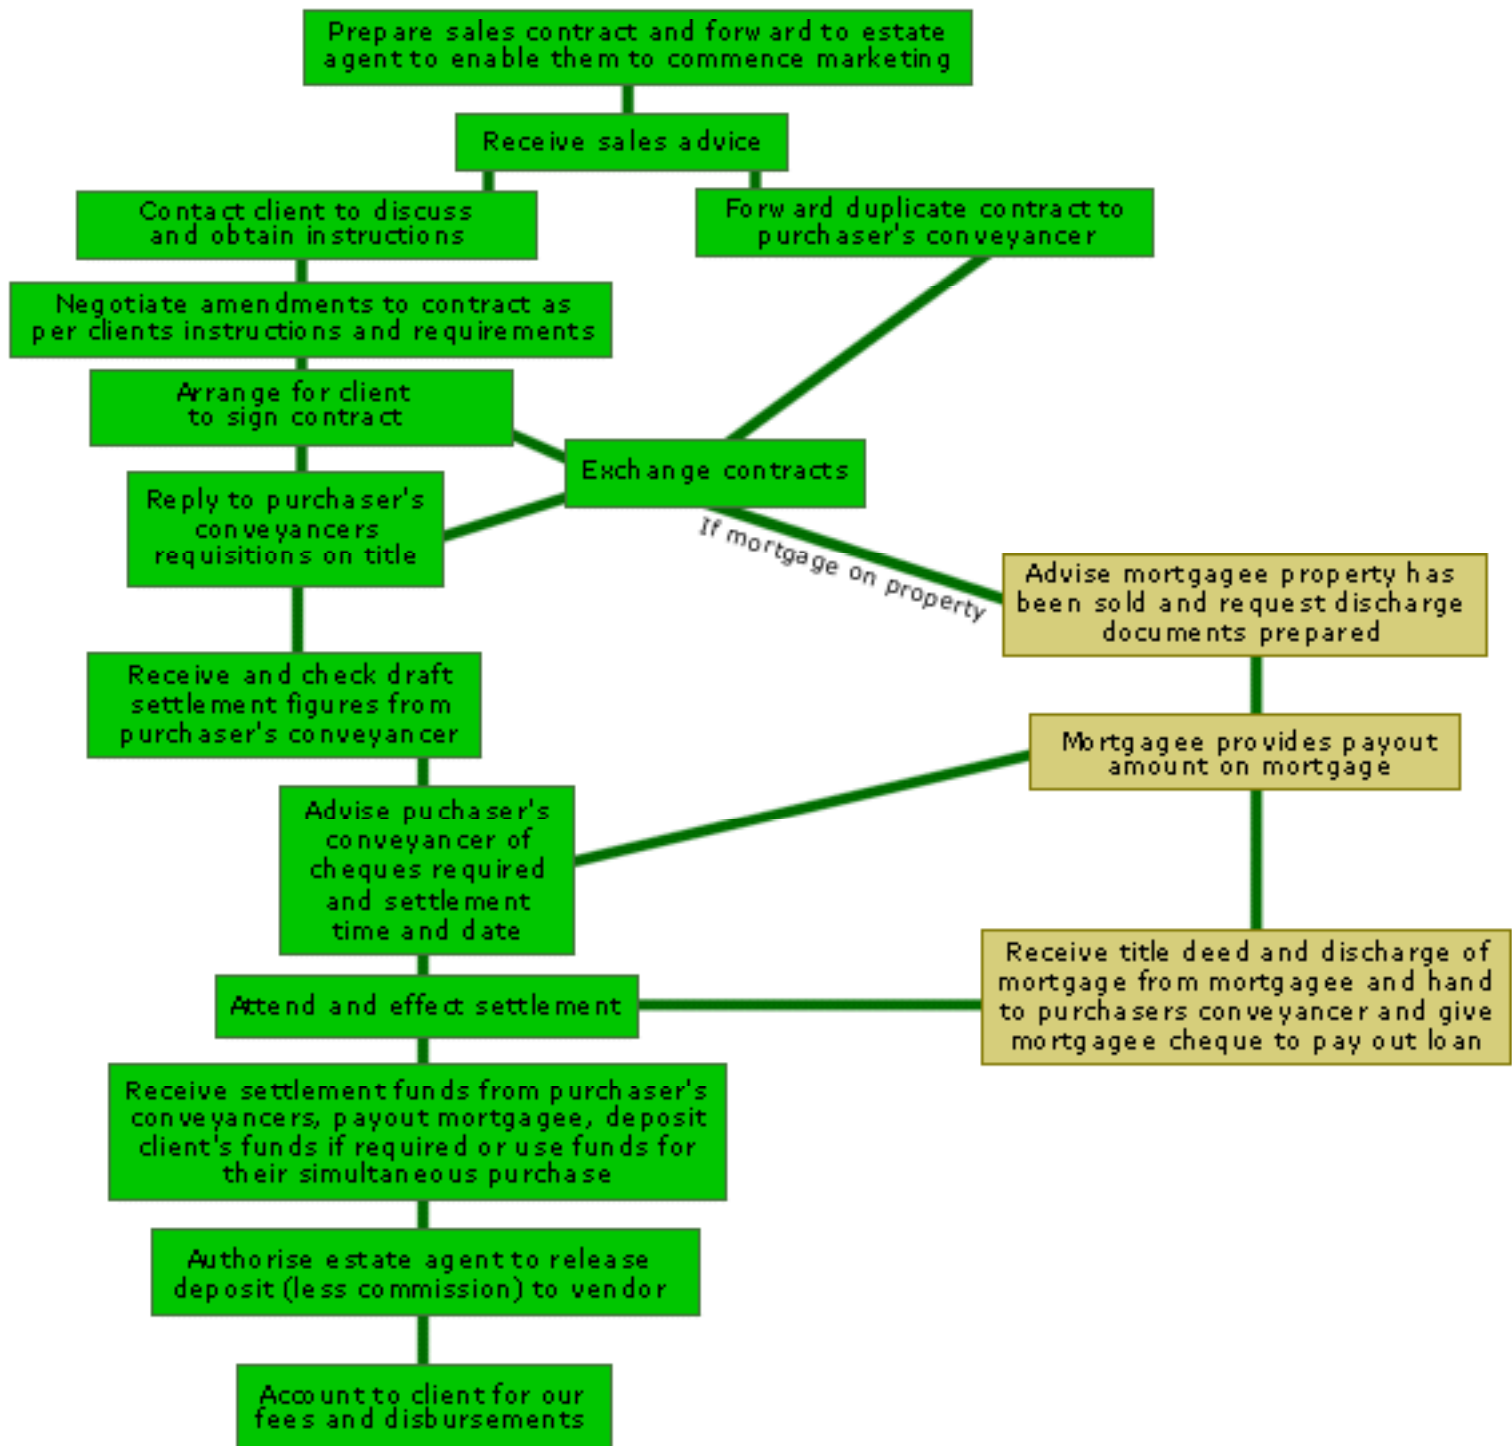 Prepare sales contract and forward to estate
agent to enable them to commence marketing
Receive sales advice
Contact client to discuss
and obtain instructions
Forward duplicate contract to
purchaser's conveyancer
Negotiate amendments to contract as
per clients instructions and requirements
Arrange for client
to sign contract
Exchange contracts
Reply to purchaser's
conveyancers
requisitions on title
If mortgage on property
Advise mortgagee property has
been sold and request discharge
documents prepared
Receive and check draft
settlement figures from
purchaser's conveyancer
Mortgagee provides payout
amount on mortgage
Advise puchaser's
conveyancer of
cheques required
and settlement
time and date
Receive title deed and discharge of
mortgage from mortgagee and hand
to purchasers conveyancer and give
mortgagee cheque to pay out loan
Attend and effect settlement
Receive settlement funds from purchaser's
conveyancers, payout mortgagee, deposit
client's funds if required or use funds for
their simultaneous purchase
Authorise estate agent to release
deposit (less commission) to vendor
Account to client for our
fees and disbursements